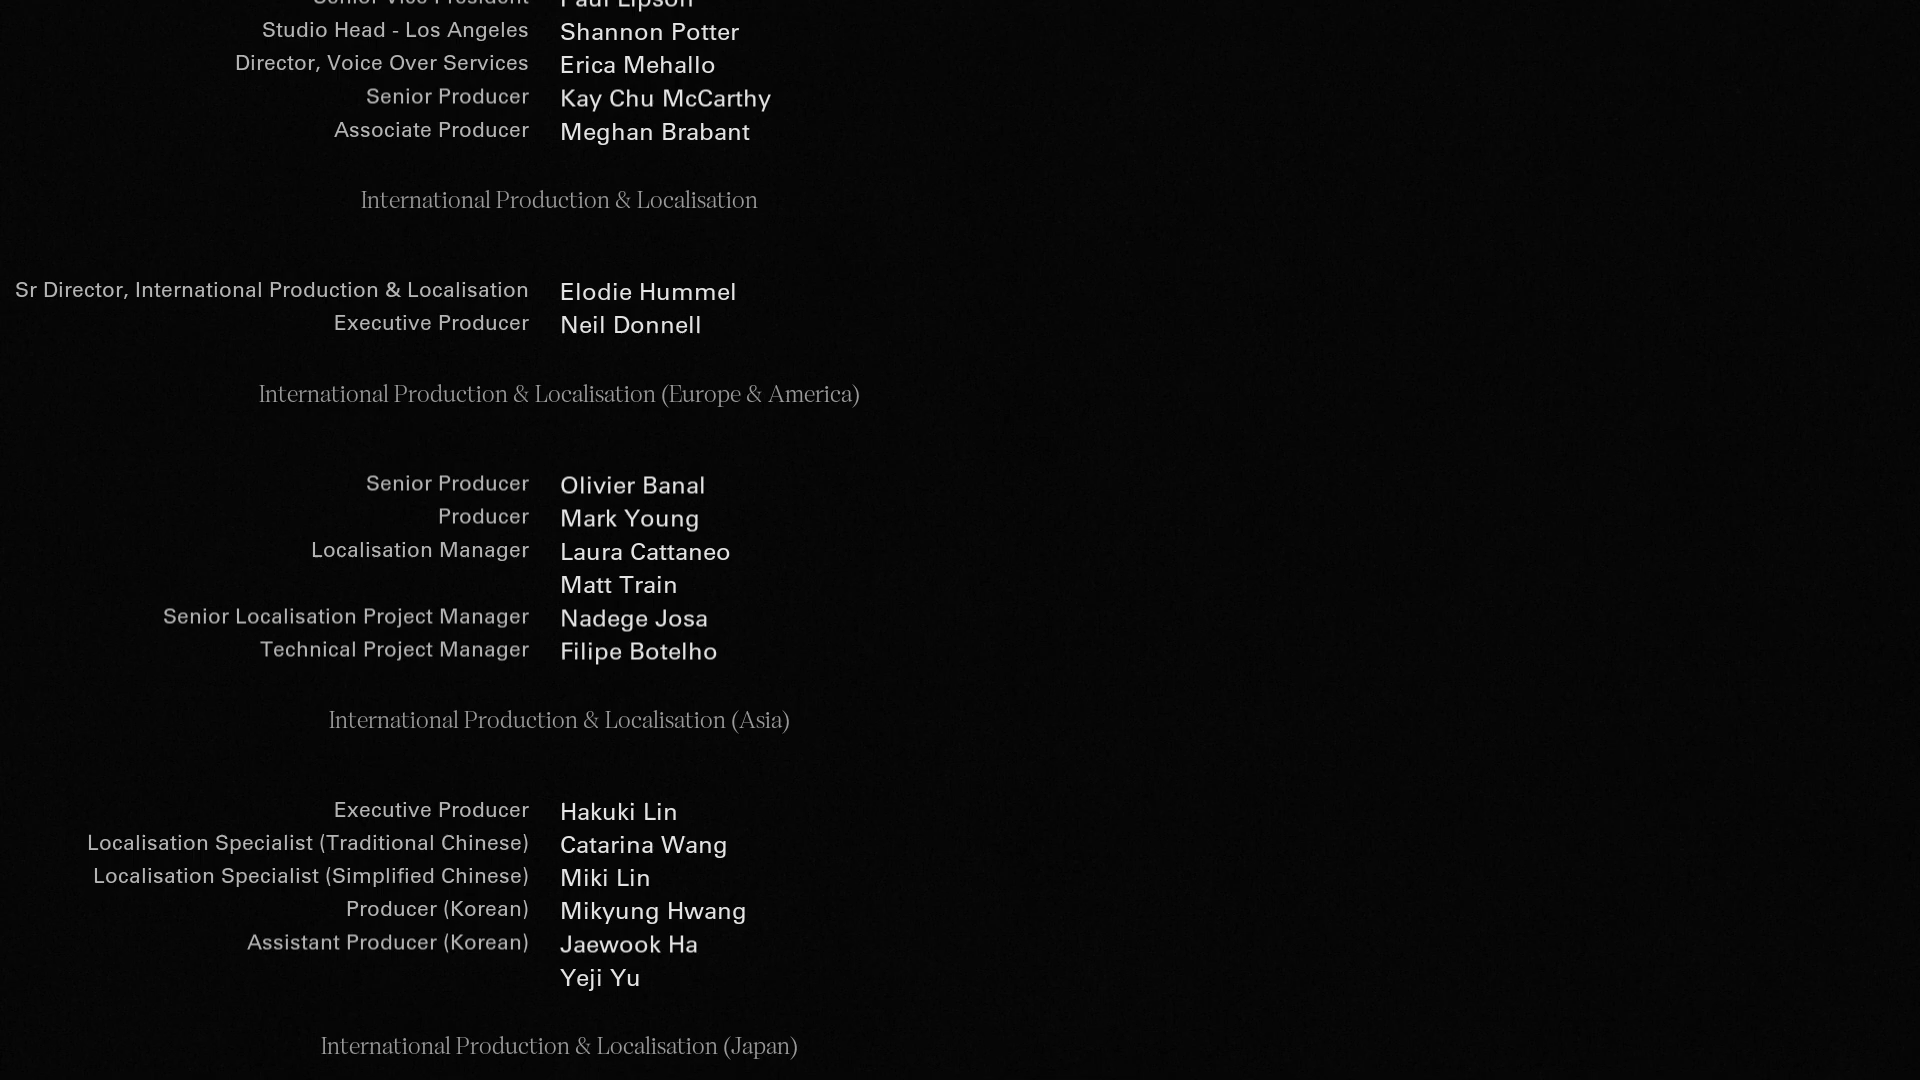 Senior Vice President Paul Lipson
Studio Head - Los Angeles Shannon Potter
Director, Voice Over Services Erica Mehallo
Senior Producer Kay Chu McCarthy
Associate Producer Meghan Brabant
International Production & Localisation
Sr Director, International Production & Localisation Elodie Hummel
Executive Producer Neil Donnell
International Production & Localisation (Europe & America)
Senior Producer Olivier Banal
Producer Mark Young
Localisation Manager Laura Cattaneo
Matt Train
Senior Localisation Project Manager Nadege Josa
Technical Project Manager Filipe Botelho
International Production & Localisation (Asia)
Executive Producer Hakuki Lin
Localisation Specialist (Traditional Chinese) Catarina Wang
Localisation Specialist (Simplified Chinese) Miki Lin
Producer (Korean) Mikyung Hwang
Assistant Producer (Korean) Jaewook Ha
Yeji Yu
International Production & Localisation (Japan)